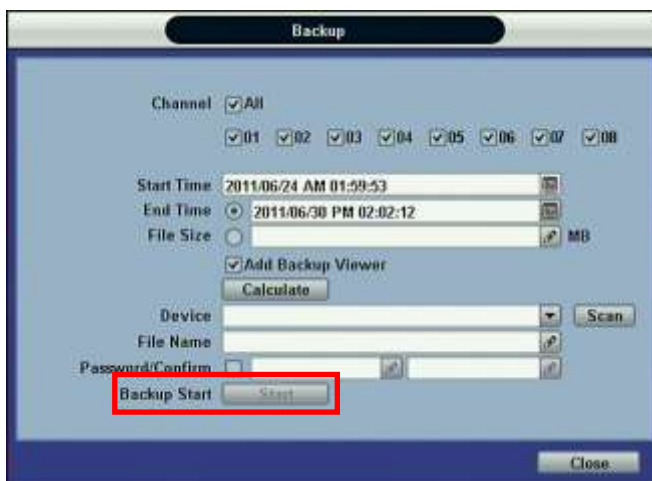 Backup
Channel All
01 02 03 04 05 06 07 08
Start Time 2011/06/24 AM 01:59:53
End Time 2011/06/30 PM 02:02:12
File Size MB
Add Backup Viewer
Calculate
Device Scan
File Name
Password/Confirm
Backup Start Start
Close